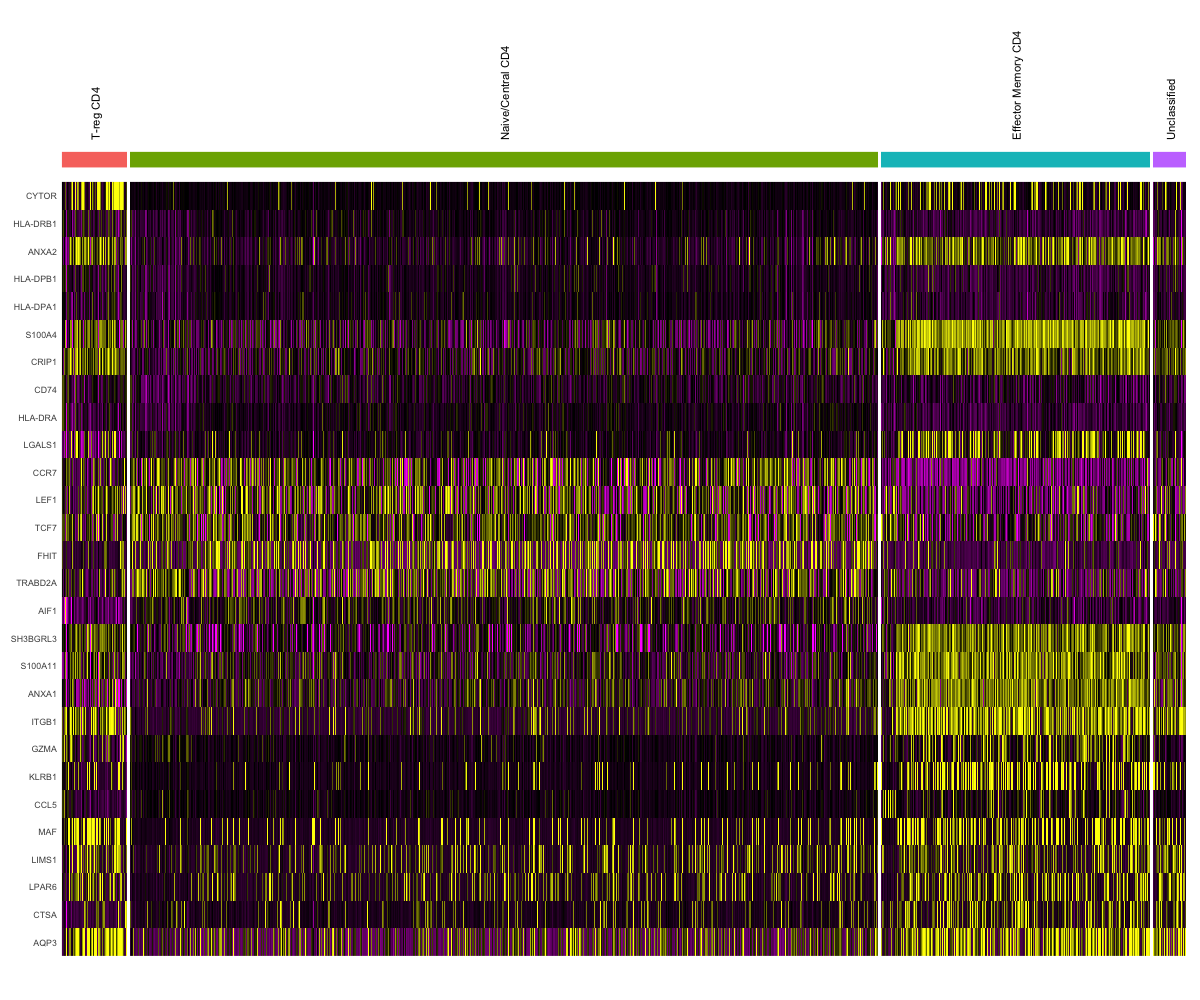 T-reg CD4
Naive/Central CD4
Effector Memory CD4
Unclassified
CYTOR
HLA-DRB1
ANXA2
HLA-DPB1
HLA-DPA1
S100A4
CRIP1
CD74
HLA-DRA
LGALS1
CCR7
LEF1
TCF7
FHIT
TRABD2A
AIF1
SH3BGRL3
S100A11
ANXA1
ITGB1
GZMA
KLRB1
CCL5
MAF
LIMS1
LPAR6
CTSA
AQP3